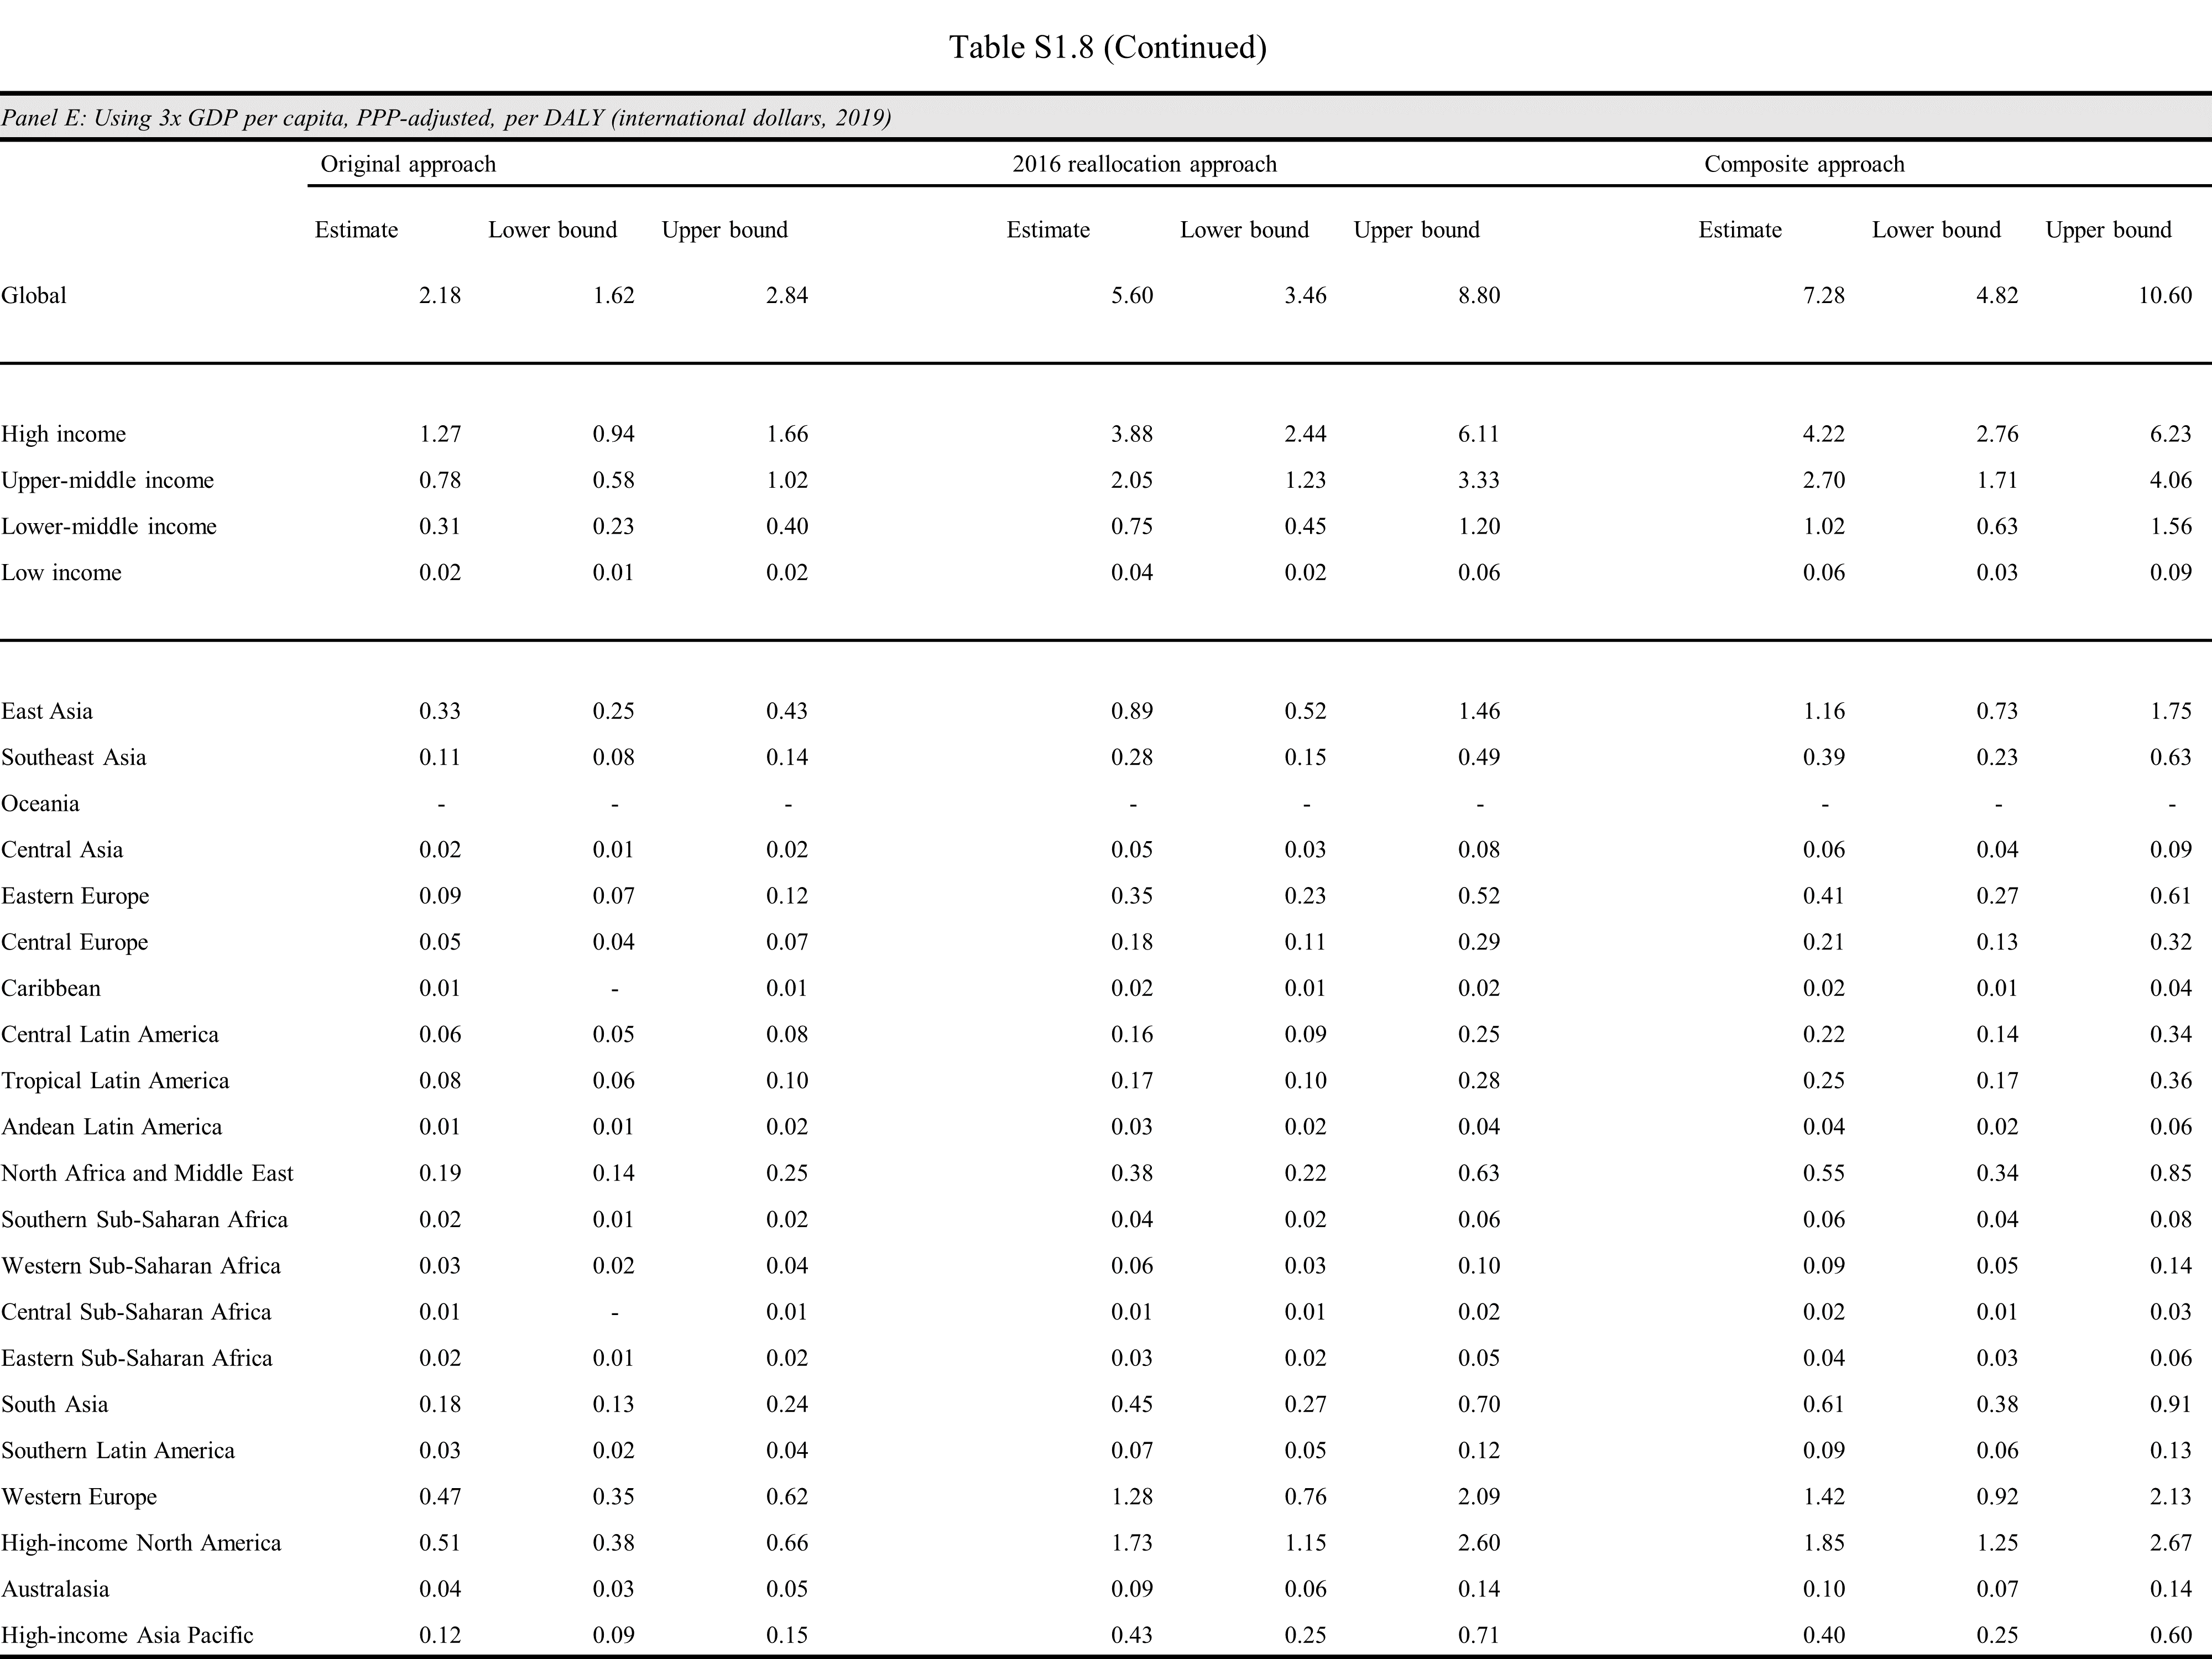 Table S1.8 (Continued)
Panel E: Using 3x GDP per capita, PPP-adjusted, per DALY (international dollars, 2019)
Original approach 2016 reallocation approach Composite approach
Estimate Lower bound Upper bound Estimate Lower bound Upper bound Estimate Lower bound Upper bound
Global 2.18 1.62 2.84 5.60 3.46 8.80 7.28 4.82 10.60
High income 1.27 0.94 1.66 3.88 2.44 6.11 4.22 2.76 6.23
Upper-middle income 0.78 0.58 1.02 2.05 1.23 3.33 2.70 1.71 4.06
Lower-middle income 0.31 0.23 0.40 0.75 0.45 1.20 1.02 0.63 1.56
Low income 0.02 0.01 0.02 0.04 0.02 0.06 0.06 0.03 0.09
East Asia 0.33 0.25 0.43 0.89 0.52 1.46 1.16 0.73 1.75
Southeast Asia 0.11 0.08 0.14 0.28 0.15 0.49 0.39 0.23 0.63
Oceania - - - - - - - - -
Central Asia 0.02 0.01 0.02 0.05 0.03 0.08 0.06 0.04 0.09
Eastern Europe 0.09 0.07 0.12 0.35 0.23 0.52 0.41 0.27 0.61
Central Europe 0.05 0.04 0.07 0.18 0.11 0.29 0.21 0.13 0.32
Caribbean 0.01 - 0.01 0.02 0.01 0.02 0.02 0.01 0.04
Central Latin America 0.06 0.05 0.08 0.16 0.09 0.25 0.22 0.14 0.34
Tropical Latin America 0.08 0.06 0.10 0.17 0.10 0.28 0.25 0.17 0.36
Andean Latin America 0.01 0.01 0.02 0.03 0.02 0.04 0.04 0.02 0.06
North Africa and Middle East 0.19 0.14 0.25 0.38 0.22 0.63 0.55 0.34 0.85
Southern Sub-Saharan Africa 0.02 0.01 0.02 0.04 0.02 0.06 0.06 0.04 0.08
Western Sub-Saharan Africa 0.03 0.02 0.04 0.06 0.03 0.10 0.09 0.05 0.14
Central Sub-Saharan Africa 0.01 - 0.01 0.01 0.01 0.02 0.02 0.01 0.03
Eastern Sub-Saharan Africa 0.02 0.01 0.02 0.03 0.02 0.05 0.04 0.03 0.06
South Asia 0.18 0.13 0.24 0.45 0.27 0.70 0.61 0.38 0.91
Southern Latin America 0.03 0.02 0.04 0.07 0.05 0.12 0.09 0.06 0.13
Western Europe 0.47 0.35 0.62 1.28 0.76 2.09 1.42 0.92 2.13
High-income North America 0.51 0.38 0.66 1.73 1.15 2.60 1.85 1.25 2.67
Australasia 0.04 0.03 0.05 0.09 0.06 0.14 0.10 0.07 0.14
High-income Asia Pacific 0.12 0.09 0.15 0.43 0.25 0.71 0.40 0.25 0.60